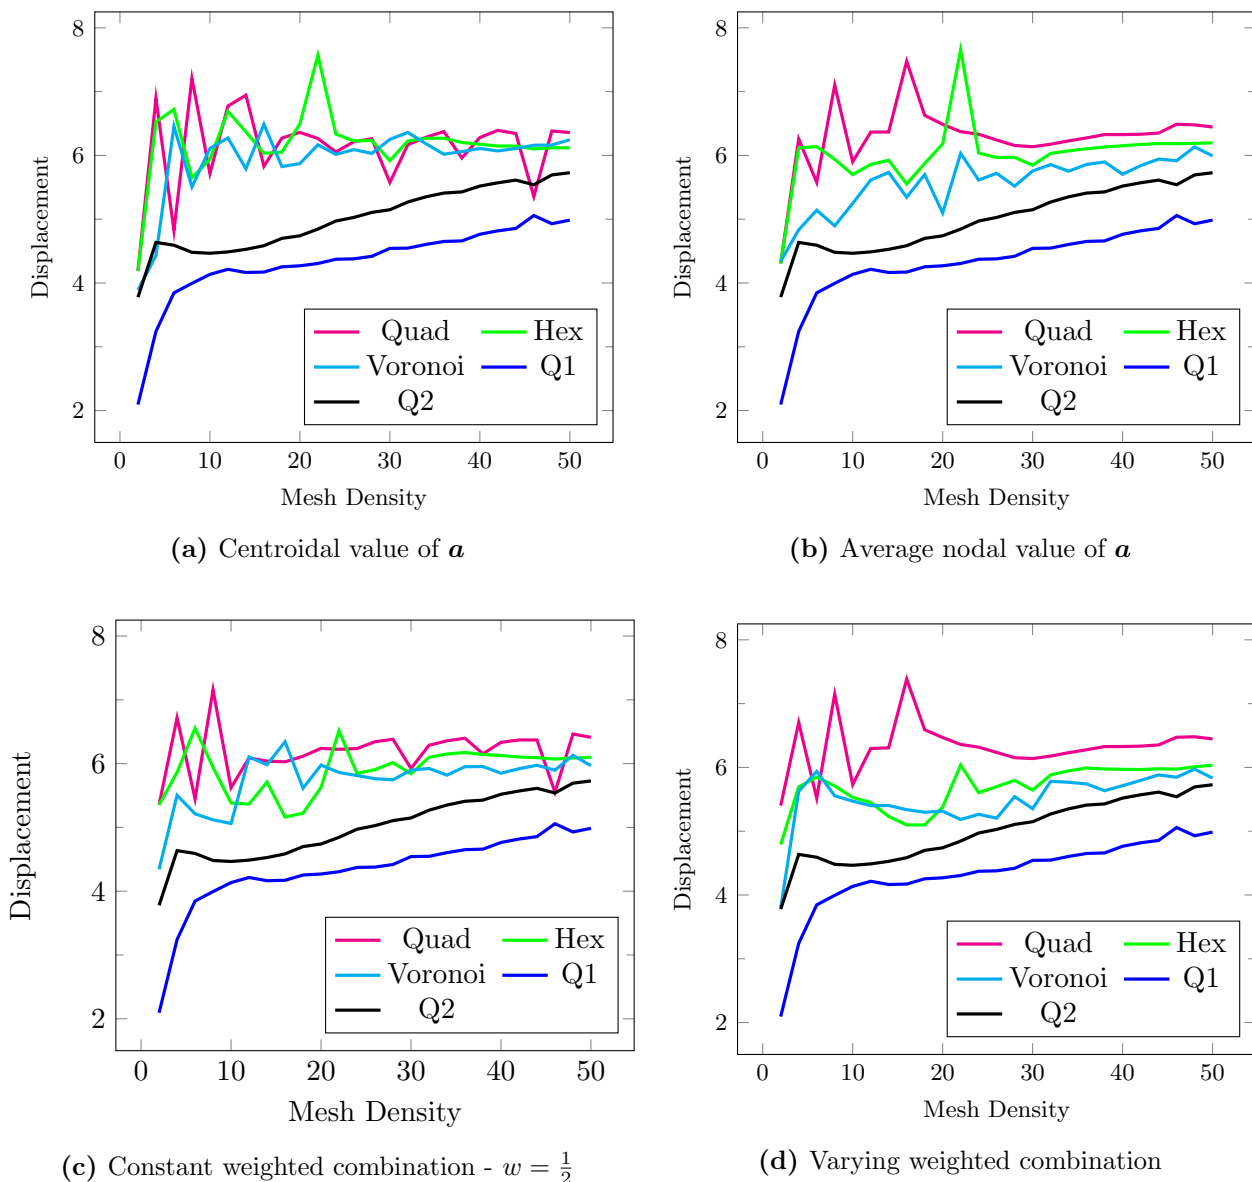 8
6
4
2
Displacement
0 10 20 30 40 50
Mesh Density
Quad Hex
Voronoi Q1
Q2
(a) Centroidal value of a
8
6
4
2
Displacement
0 10 20 30 40 50
Mesh Density
Quad Hex
Voronoi Q1
Q2
(b) Average nodal value of a
8
6
4
2
Displacement
0 10 20 30 40 50
Mesh Density
Quad Hex
Voronoi Q1
Q2
(c) Constant weighted combination - w = 1/2
8
6
4
2
Displacement
0 10 20 30 40 50
Mesh Density
Quad Hex
Voronoi Q1
Q2
(d) Varying weighted combination